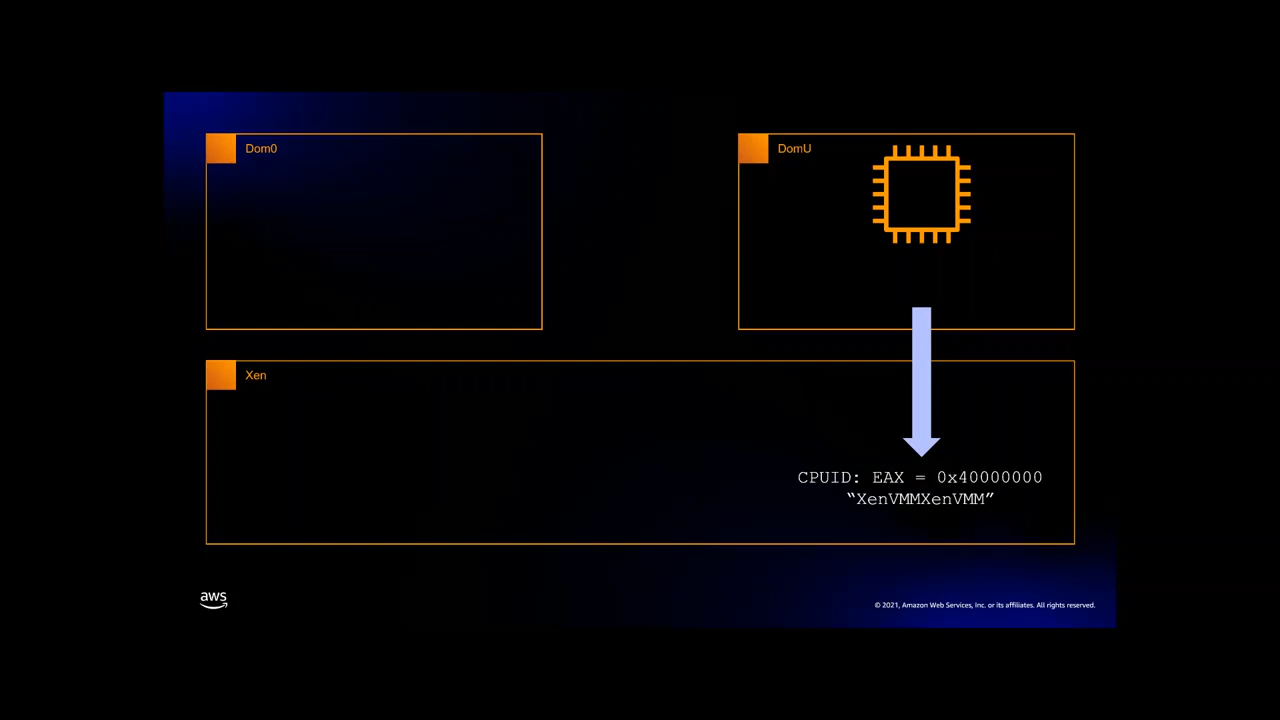 Dom0
DomU
Xen
CPUID: EAX = 0x40000000
“XenVMMXenVMM”
aws
© 2021, Amazon Web Services, Inc. or its affiliates. All rights reserved.